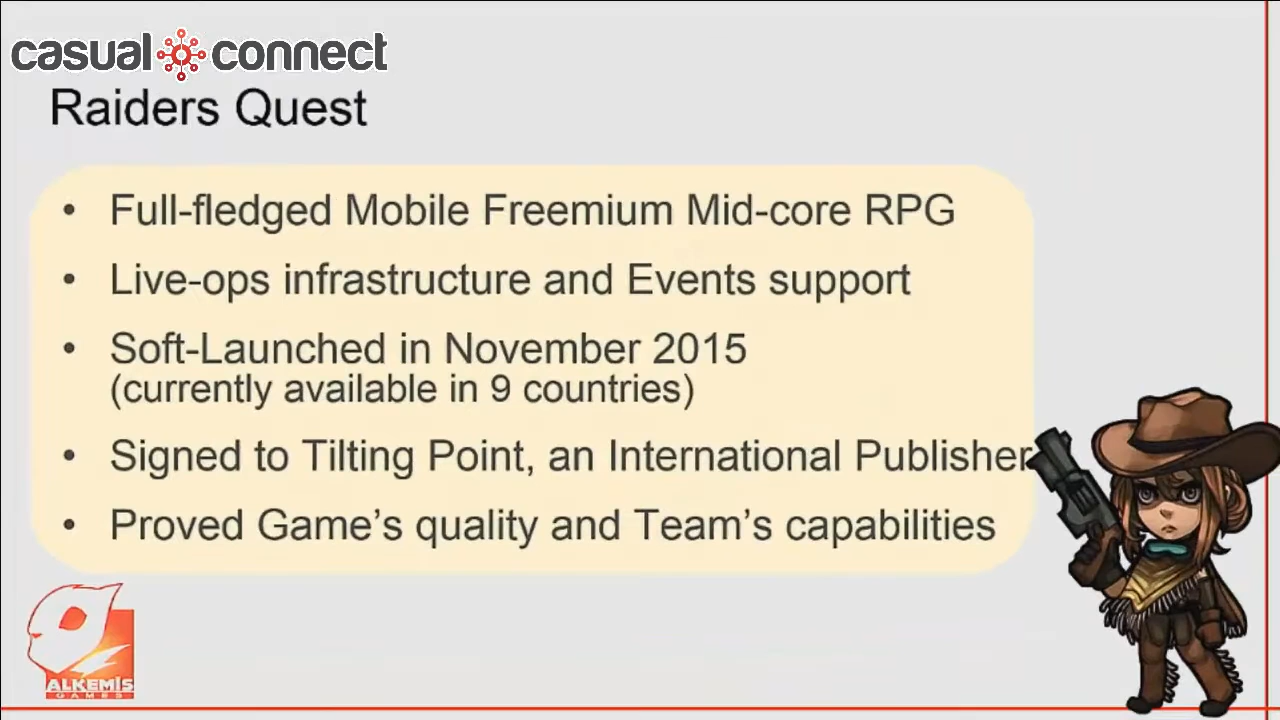 casual connect
Raiders Quest
• Full-fledged Mobile Freemium Mid-core RPG
• Live-ops infrastructure and Events support
• Soft-Launched in November 2015
(currently available in 9 countries)
• Signed to Tilting Point, an International Publisher
• Proved Game’s quality and Team’s capabilities
ALKEMIS
GAMES